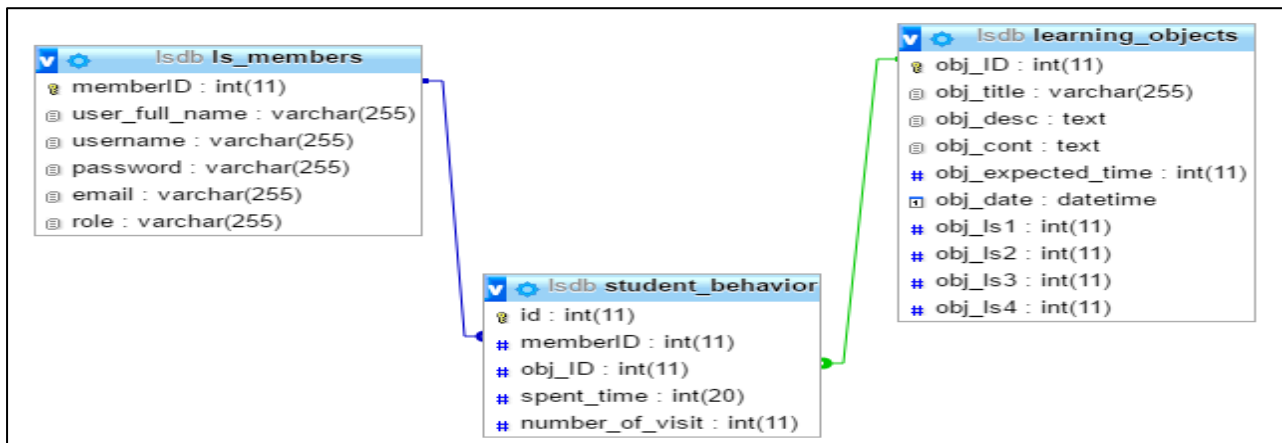 lsdb ls_members
memberID : int(11)
user_full_name : varchar(255)
username : varchar(255)
password : varchar(255)
email : varchar(255)
role : varchar(255)
lsdb learning_objects
obj_ID : int(11)
obj_title : varchar(255)
obj_desc : text
obj_cont : text
obj_expected_time : int(11)
obj_date : datetime
obj_ls1 : int(11)
obj_ls2 : int(11)
obj_ls3 : int(11)
obj_ls4 : int(11)
lsdb student_behavior
id : int(11)
memberID : int(11)
obj_ID : int(11)
spent_time : int(20)
number_of_visit : int(11)